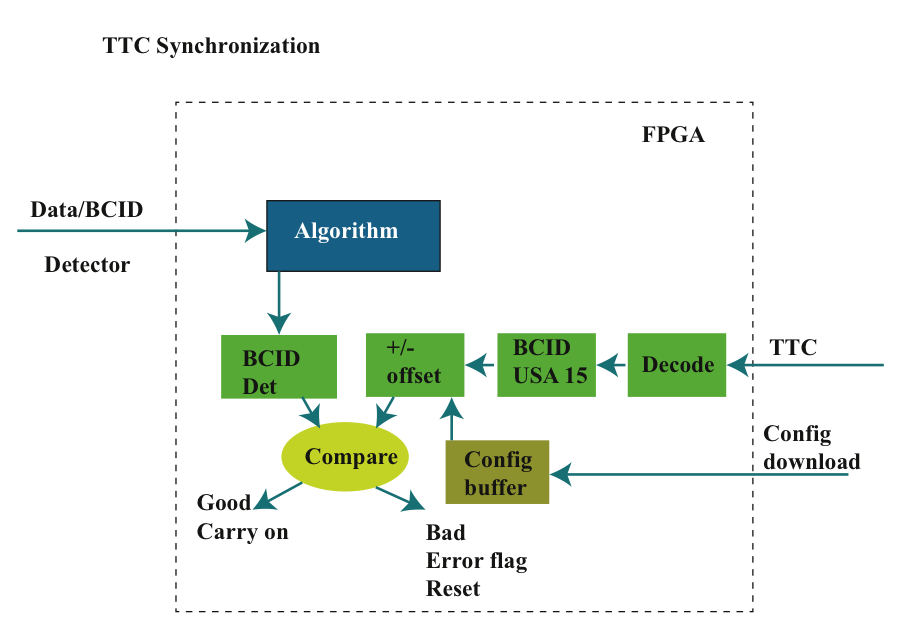 TTC Synchronization
FPGA
Data/BCID
Detector
Algorithm
BCID
Det
+/-
offset
BCID
USA 15
Decode
TTC
Compare
Config
buffer
Config
download
Good
Carry on
Bad
Error flag
Reset